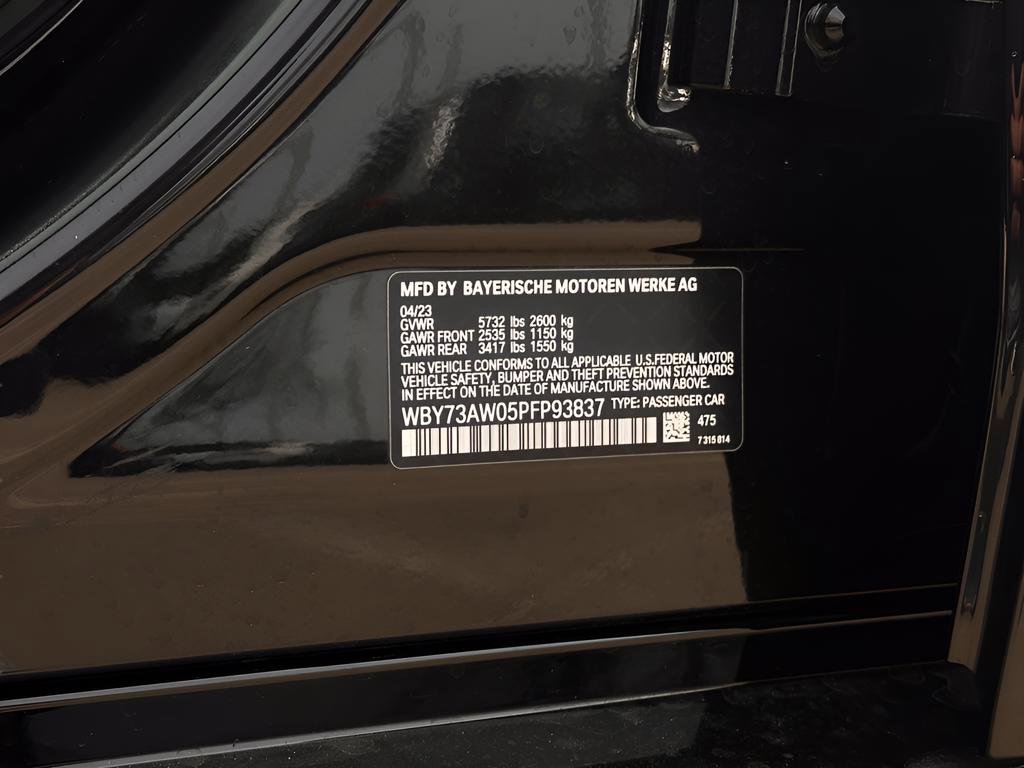 MFD BY BAYERISCHE MOTOREN WERKE AG
04/23
GVWR 5732 lbs 2600 kg
GAWR FRONT 2535 lbs 1150 kg
GAWR REAR 3417 lbs 1550 kg
THIS VEHICLE CONFORMS TO ALL APPLICABLE U.S.FEDERAL MOTOR
VEHICLE SAFETY, BUMPER AND THEFT PREVENTION STANDARDS
IN EFFECT ON THE DATE OF MANUFACTURE SHOWN ABOVE.
WBY73AW05PFP93837 TYPE: PASSENGER CAR
475
7 315 814